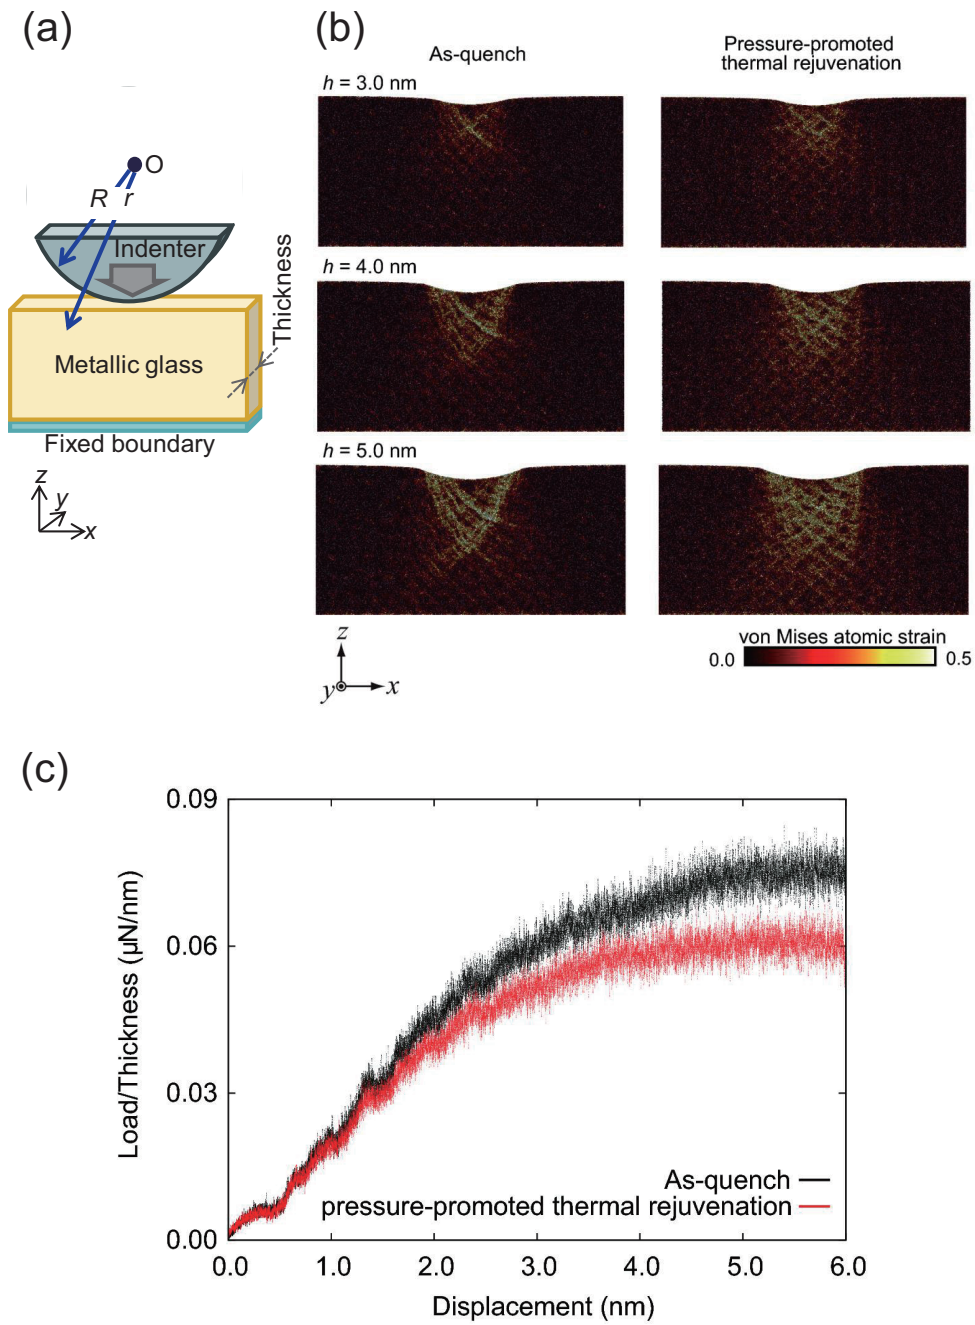 (a)
O
R
r
Indenter
Thickness
Metallic glass
Fixed boundary
z
y
x
(b)
As-quench
Pressure-promoted
thermal rejuvenation
h = 3.0 nm
h = 4.0 nm
h = 5.0 nm
z
y
x
von Mises atomic strain
0.0
0.5
(c)
0.09
0.06
0.03
0.00
Load/Thickness (μN/nm)
As-quench
pressure-promoted thermal rejuvenation
0.0 1.0 2.0 3.0 4.0 5.0 6.0
Displacement (nm)